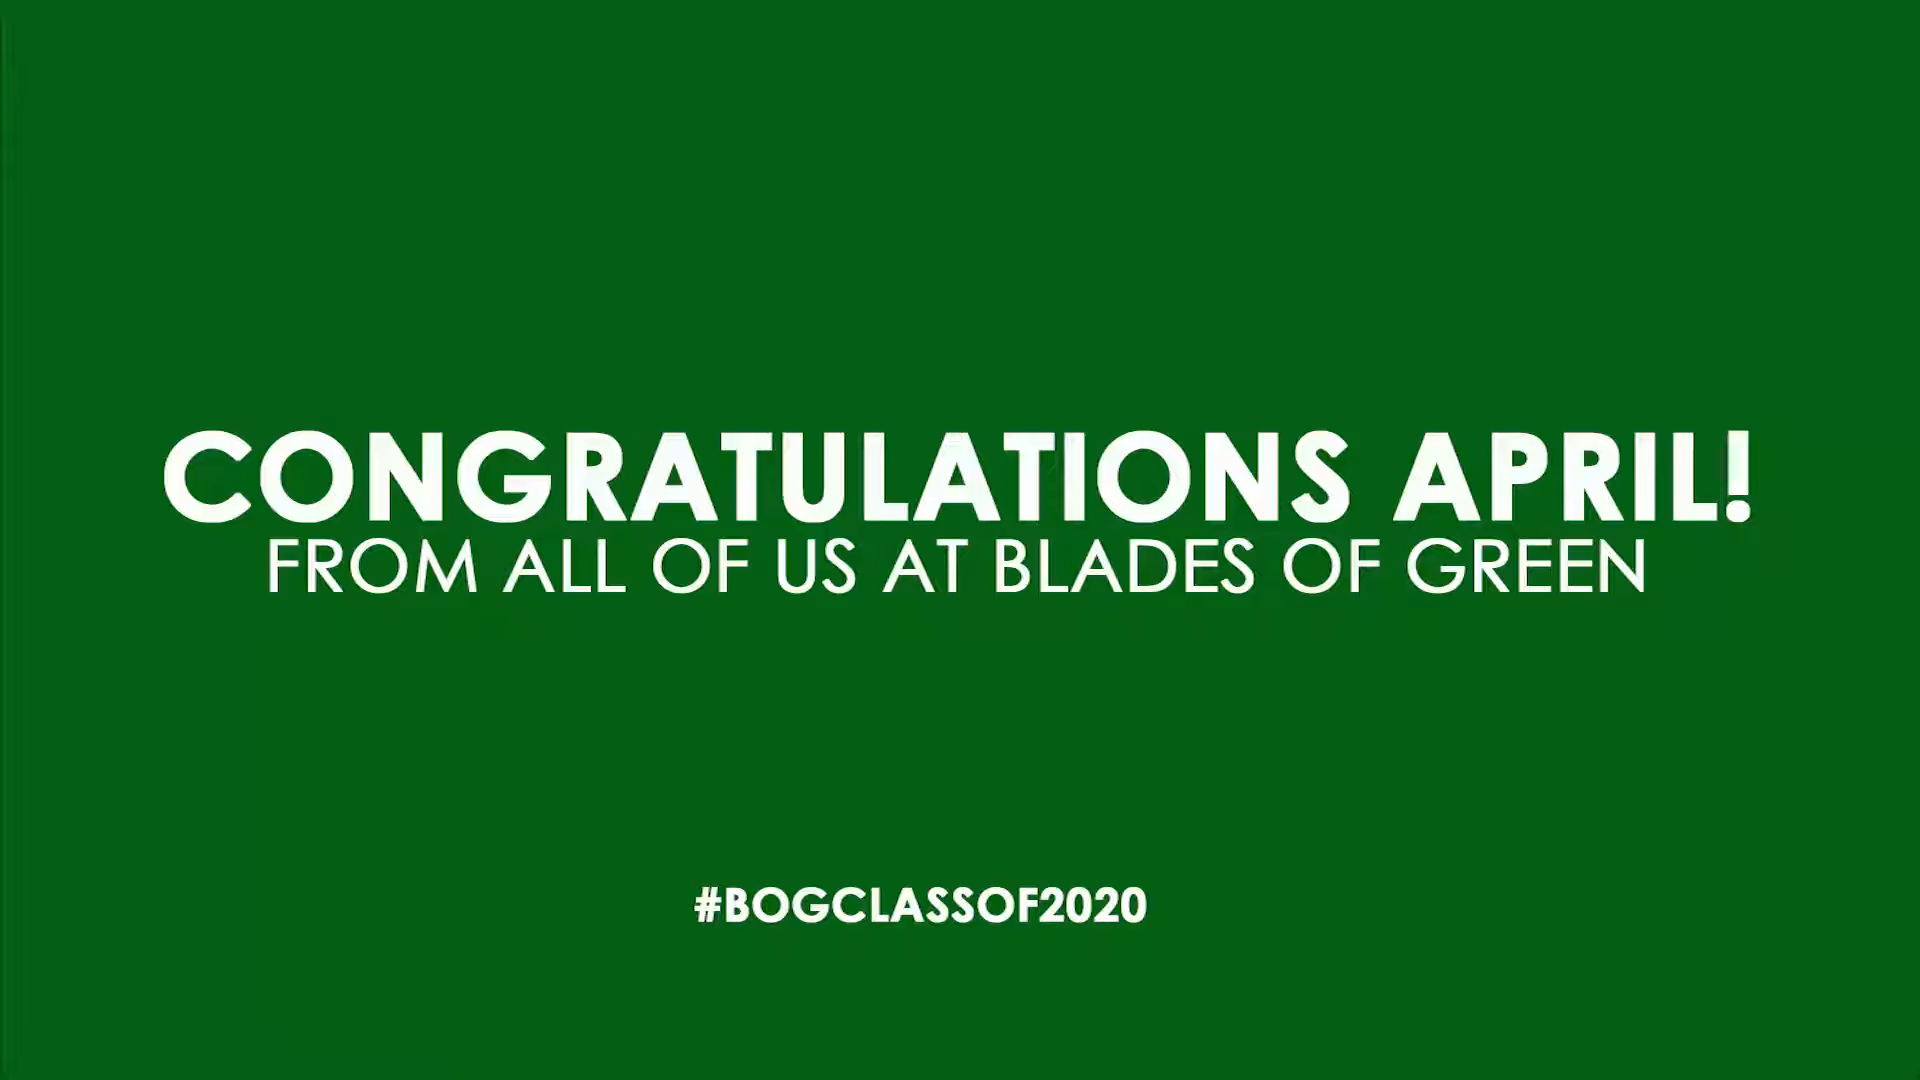 CONGRATULATIONS APRIL!
FROM ALL OF US AT BLADES OF GREEN
#BOGCLASSOF2020